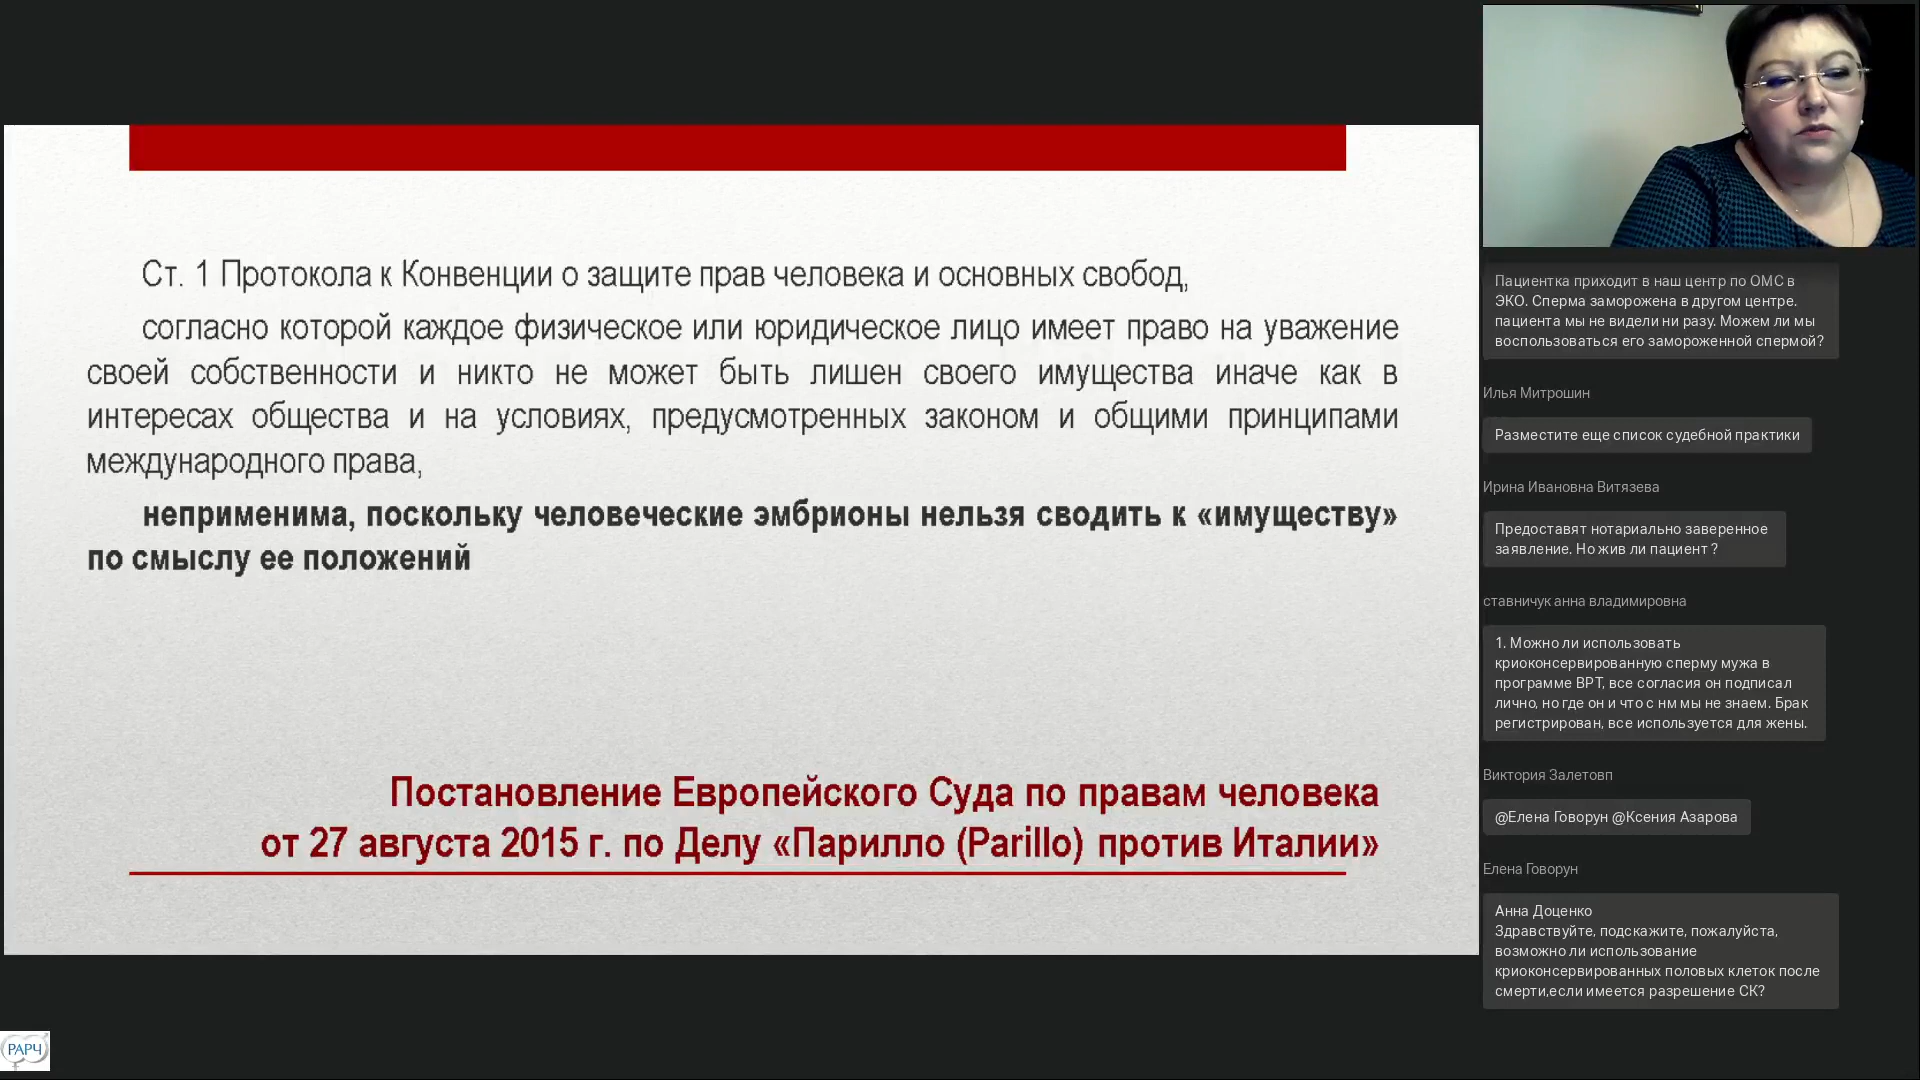 Ст. 1 Протокола к Конвенции о защите прав человека и основных свобод,
согласно которой каждое физическое или юридическое лицо имеет право на уважение
своей собственности и никто не может быть лишен своего имущества иначе как в
интересах общества и на условиях, предусмотренных законом и общими принципами
международного права,
неприменима, поскольку человеческие эмбрионы нельзя сводить к «имуществу»
по смыслу ее положений
Постановление Европейского Суда по правам человека
от 27 августа 2015 г. по Делу «Парилло (Parillo) против Италии»
Пациентка приходит в наш центр по ОМС в
ЭКО. Сперма заморожена в другом центре.
пациента мы не видели ни разу. Можем ли мы
воспользоваться его замороженной спермой?
Илья Митрошин
Разместите еще список судебной практики
Ирина Ивановна Витязева
Предоставят нотариально заверенное
заявление. Но жив ли пациент ?
ставничук анна владимировна
1. Можно ли использовать
криоконсервированную сперму мужа в
программе ВРТ, все согласия он подписал
лично, но где он и что с нм мы не знаем. Брак
регистрирован, все используется для жены.
Виктория Залетовп
@Елена Говорун @Ксения Азарова
Елена Говорун
Анна Доценко
Здравствуйте, подскажите, пожалуйста,
возможно ли использование
криоконсервированных половых клеток после
смерти,если имеется разрешение СК?
РАРЧ